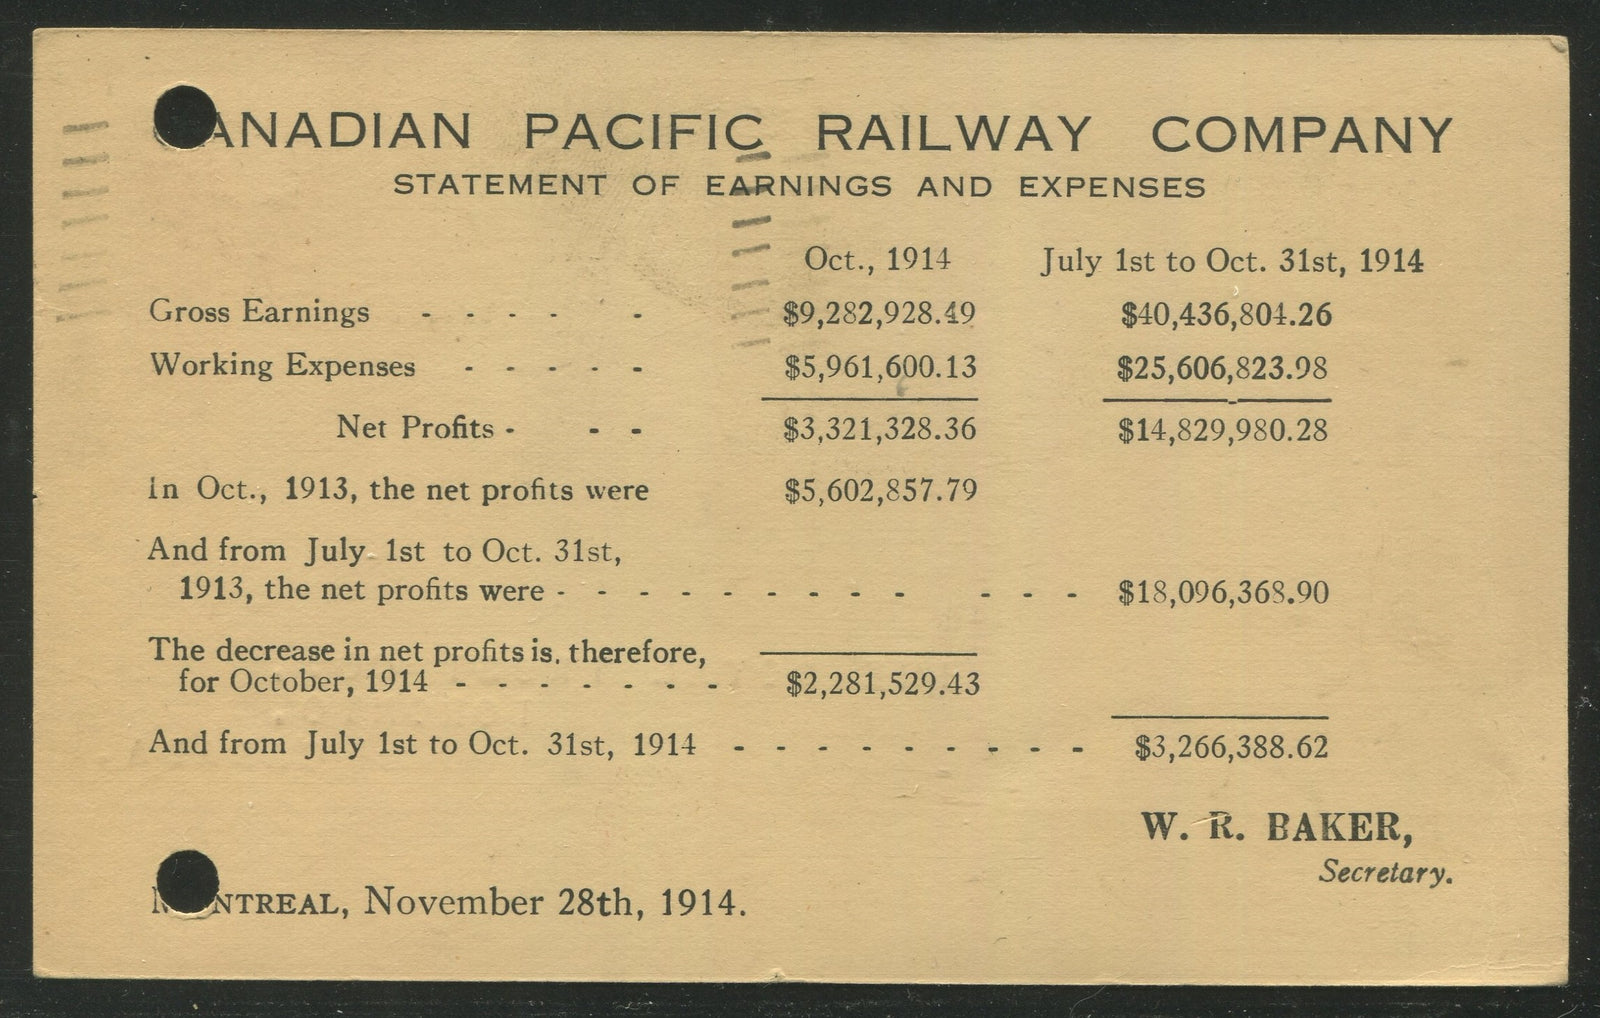 CANADIAN PACIFIC RAILWAY COMPANY
STATEMENT OF EARNINGS AND EXPENSES
Oct., 1914 July 1st to Oct. 31st, 1914
Gross Earnings - - - - - $9,282,928.49 $40,436,804.26
Working Expenses - - - - - $5,961,600.13 $25,606,823.98
Net Profits - - - $3,321,328.36 $14,829,980.28
In Oct., 1913, the net profits were $5,602,857.79
And from July 1st to Oct. 31st,
1913, the net profits were - - - - - - - - - - - - $18,096,368.90
The decrease in net profits is, therefore,
for October, 1914 - - - - - - - $2,281,529.43
And from July 1st to Oct. 31st, 1914 - - - - - - - - - $3,266,388.62
W. R. BAKER,
Secretary.
MONTREAL, November 28th, 1914.